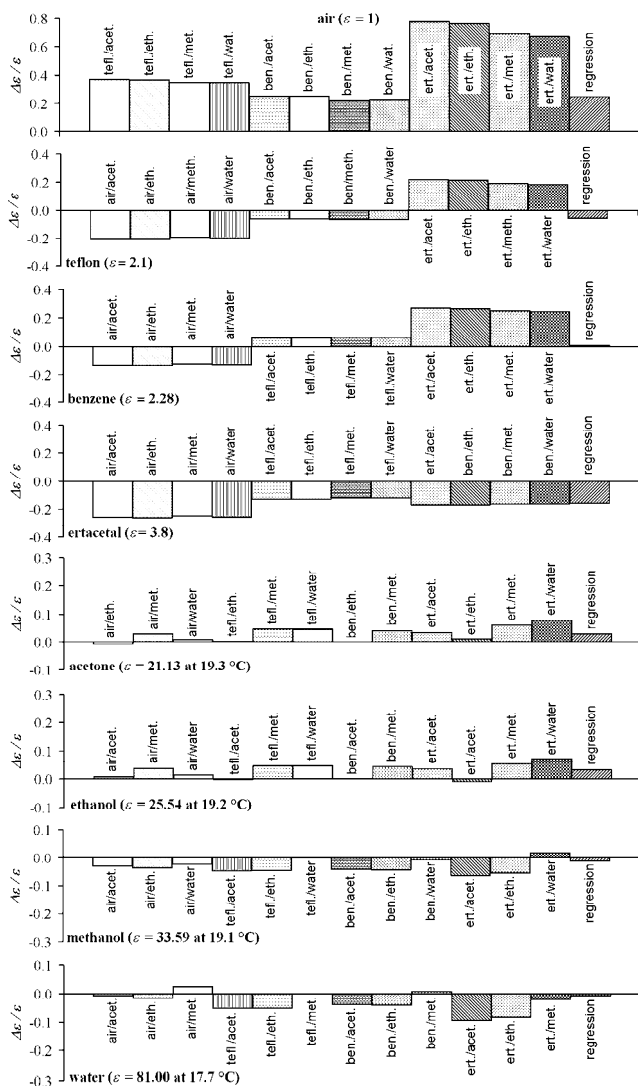 air (ε = 1)
Δε / ε
0.8
0.6
0.4
0.2
0.0
tefl./acet.
tefl./eth.
tefl./met.
tefl./wat.
ben./acet.
ben./eth.
ben./met.
ben./wat.
ert./acet.
ert./eth.
ert./met.
ert./wat.
regression
Δε / ε
0.4
0.2
0.0
-0.2
-0.4
air/acet.
air/eth.
air/meth.
air/water
ben./acet.
ben./eth.
ben/meth.
ben./water
ert./acet.
ert./eth.
ert./meth.
ert./water
regression
teflon (ε = 2.1)
Δε / ε
0.4
0.2
0.0
-0.2
-0.4
air/acet.
air/eth.
air/met.
air/water
tefl./acet.
tefl./eth.
tefl./met.
tefl./water
ert./acet.
ert./eth.
ert./met.
ert./water
regression
benzene (ε = 2.28)
Δε / ε
0.4
0.2
0.0
-0.2
-0.4
air/acet.
air/eth.
air/met.
air/water
tefl./acet.
tefl./eth.
tefl./met.
tefl./water
ert./acet.
ben./eth.
ben./met.
ben./water
regression
ertacetal (ε = 3.8)
Δε / ε
0.3
0.2
0.1
0.0
-0.1
air/eth.
air/met.
air/water
tefl./eth.
tefl./met.
tefl./water
ben./eth.
ben./met.
ert./acet.
ert./acet.
ert./met.
ert./water
regression
acetone (ε = 21.13 at 19.3 °C)
Δε / ε
0.3
0.2
0.1
0.0
-0.1
air/acet.
air/met.
air/water
tefl./acet.
tefl./met.
tefl./water
ben./acet.
ben./met.
ert./acet.
ert./acet.
ert./met.
ert./water
regression
ethanol (ε = 25.54 at 19.2 °C)
Δε / ε
0.1
0.0
-0.1
-0.2
-0.3
air/acet.
air/eth.
air/water
tefl./acet.
tefl./eth.
tefl./water
ben./acet.
ben./eth.
ben./water
ert./acet.
ert./eth.
ert./water
regression
methanol (ε = 33.59 at 19.1 °C)
Δε / ε
0.1
0.0
-0.1
-0.2
-0.3
air/acet.
air/eth
air/met
tefl./acet.
tefl./eth.
tefl./met.
ben./acet.
ben./eth.
ben./met
ert./acet.
ert./eth.
ert./met.
regression
water (ε = 81.00 at 17.7 °C)